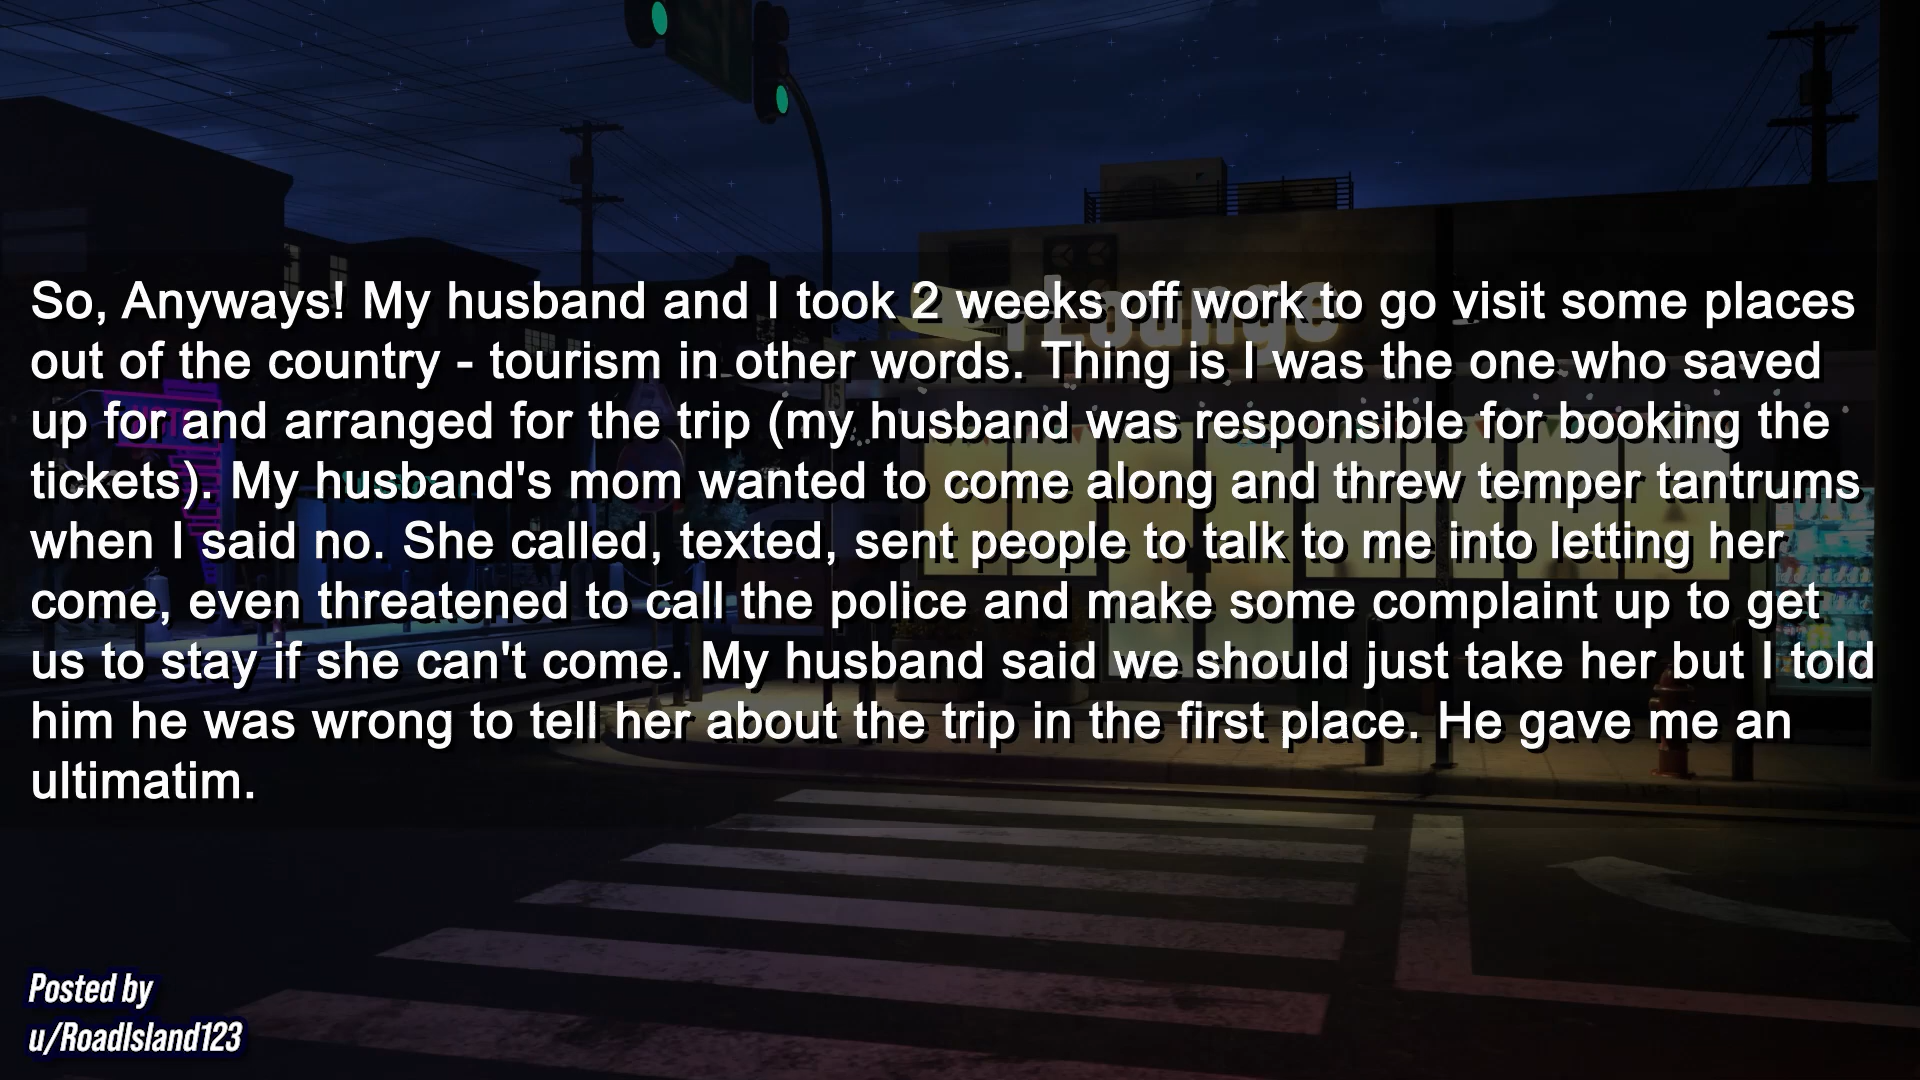 Lounge
So, Anyways! My husband and I took 2 weeks off work to go visit some places
out of the country - tourism in other words. Thing is I was the one who saved
up for and arranged for the trip (my husband was responsible for booking the
tickets). My husband's mom wanted to come along and threw temper tantrums
when I said no. She called, texted, sent people to talk to me into letting her
come, even threatened to call the police and make some complaint up to get
us to stay if she can't come. My husband said we should just take her but I told
him he was wrong to tell her about the trip in the first place. He gave me an
ultimatim.
Posted by
u/RoadIsland123